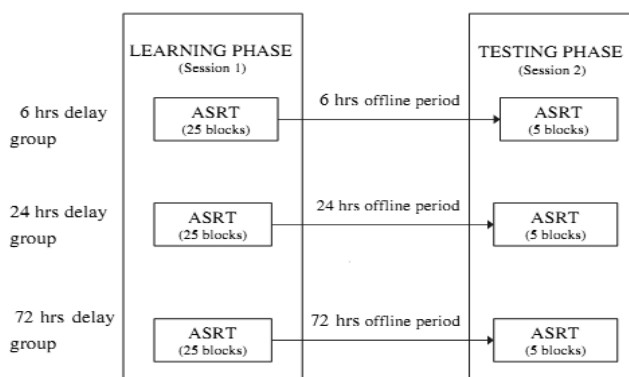 LEARNING PHASE
(Session 1)
TESTING PHASE
(Session 2)
6 hrs delay
group
ASRT
(25 blocks)
6 hrs offline period
ASRT
(5 blocks)
24 hrs delay
group
ASRT
(25 blocks)
24 hrs offline period
ASRT
(5 blocks)
72 hrs delay
group
ASRT
(25 blocks)
72 hrs offline period
ASRT
(5 blocks)